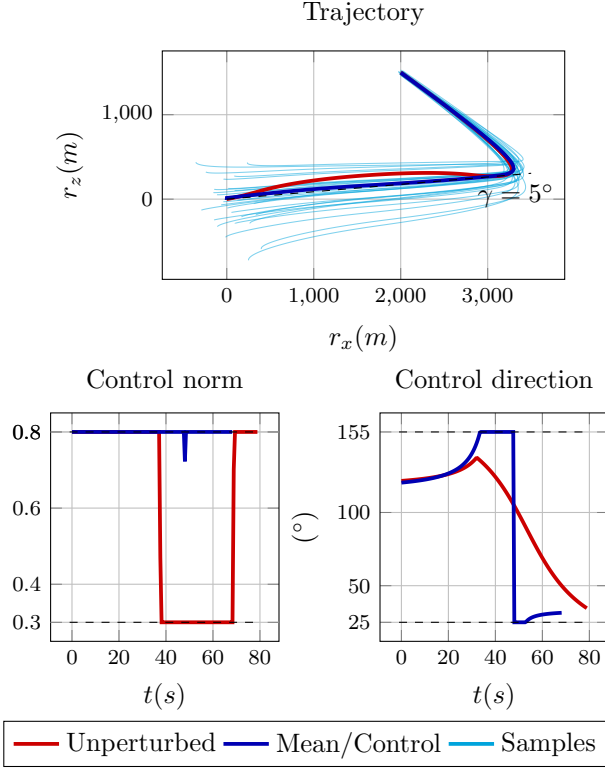 Trajectory
1,000
0
r_z(m)
γ = 5°
0 1,000 2,000 3,000
r_x(m)
Control norm Control direction
0.8
0.6
0.4
0.3
155
100
50
25
(°)
0 20 40 60 80
0 20 40 60 80
t(s) t(s)
Unperturbed Mean/Control Samples